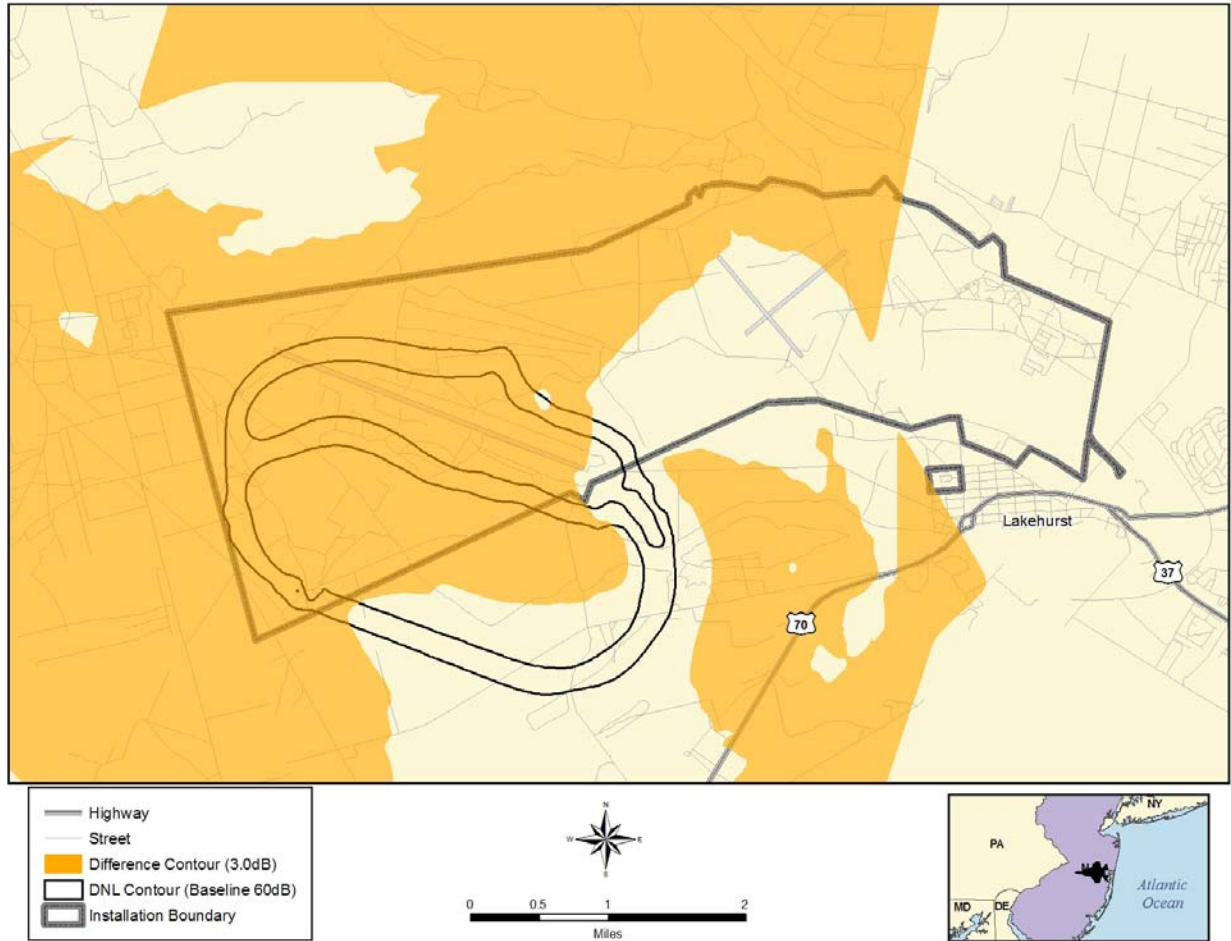 Lakehurst
37
70
Highway
Street
Difference Contour (3.0dB)
DNL Contour (Baseline 60dB)
Installation Boundary
N
W
E
S
0
0.5
1
2
Miles
NY
PA
MD
DE
Atlantic
Ocean